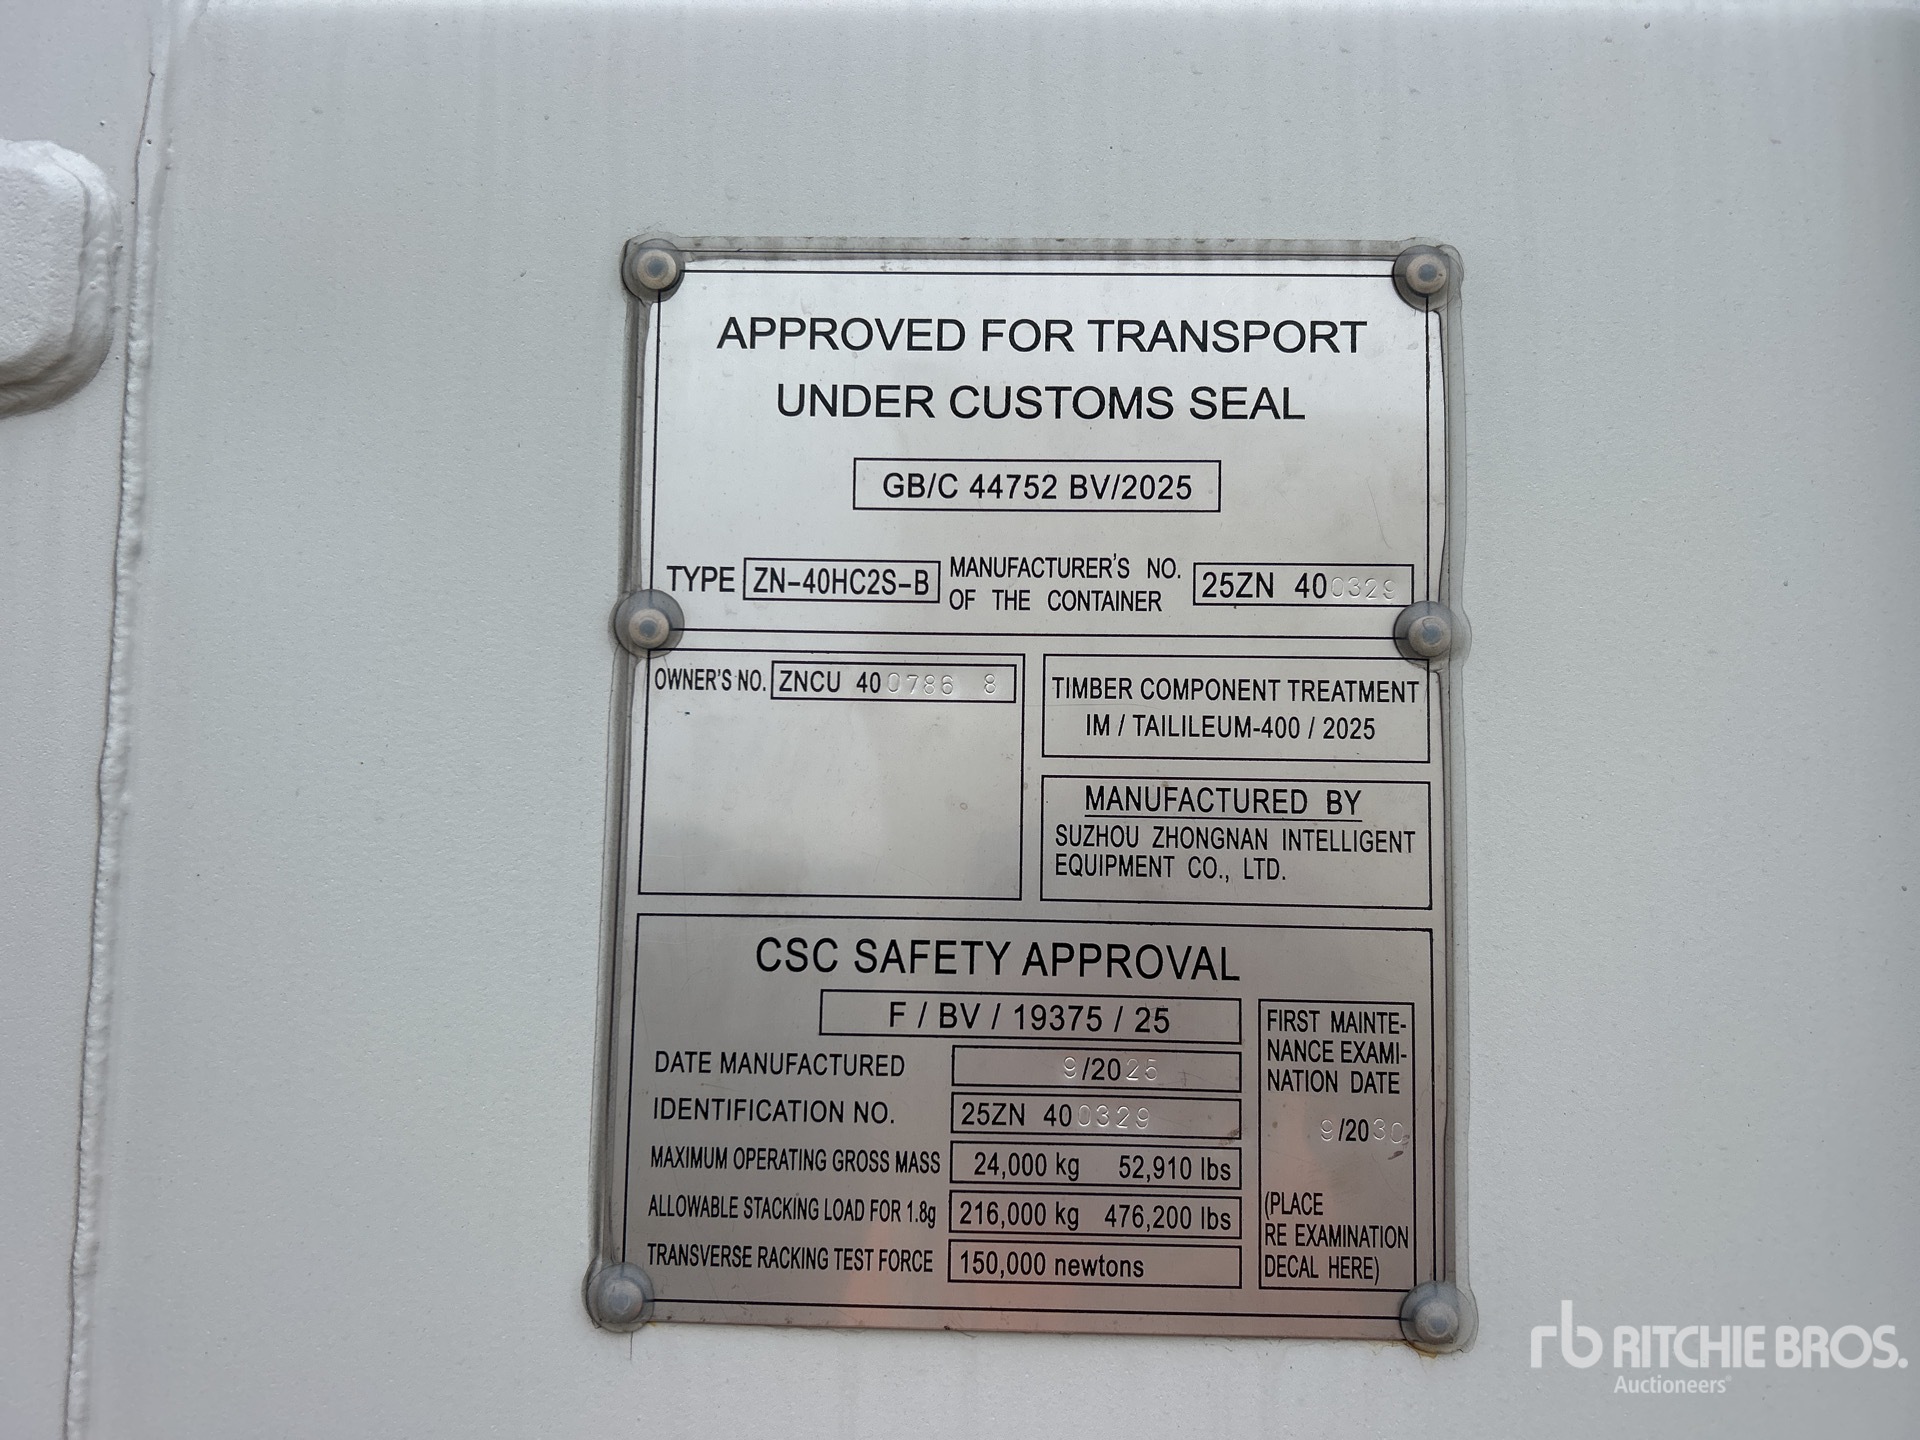 APPROVED FOR TRANSPORT
UNDER CUSTOMS SEAL
GB/C 44752 BV/2025
TYPE ZN-40HC2S-B MANUFACTURER'S NO. OF THE CONTAINER 25ZN 400329
OWNER'S NO. ZNCU 400786 8
TIMBER COMPONENT TREATMENT
IM / TAILILEUM-400 / 2025
MANUFACTURED BY
SUZHOU ZHONGNAN INTELLIGENT
EQUIPMENT CO., LTD.
CSC SAFETY APPROVAL
F / BV / 19375 / 25
DATE MANUFACTURED 9/2025
IDENTIFICATION NO. 25ZN 400329
MAXIMUM OPERATING GROSS MASS 24,000 kg 52,910 lbs
ALLOWABLE STACKING LOAD FOR 1.8g 216,000 kg 476,200 lbs
TRANSVERSE RACKING TEST FORCE 150,000 newtons
FIRST MAINTE-
NANCE EXAMI-
NATION DATE
9/2030
(PLACE
RE EXAMINATION
DECAL HERE)
rb RITCHIE BROS.
Auctioneers